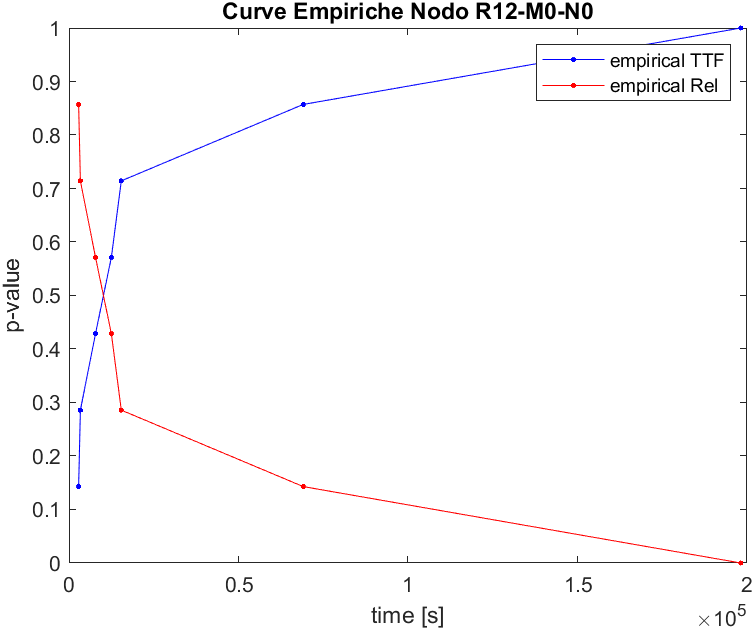 Curve Empiriche Nodo R12-M0-N0
empirical TTF
empirical Rel
1
0.9
0.8
0.7
0.6
0.5
0.4
0.3
0.2
0.1
0
p-value
0 0.5 1 1.5 2
time [s]
×10^5